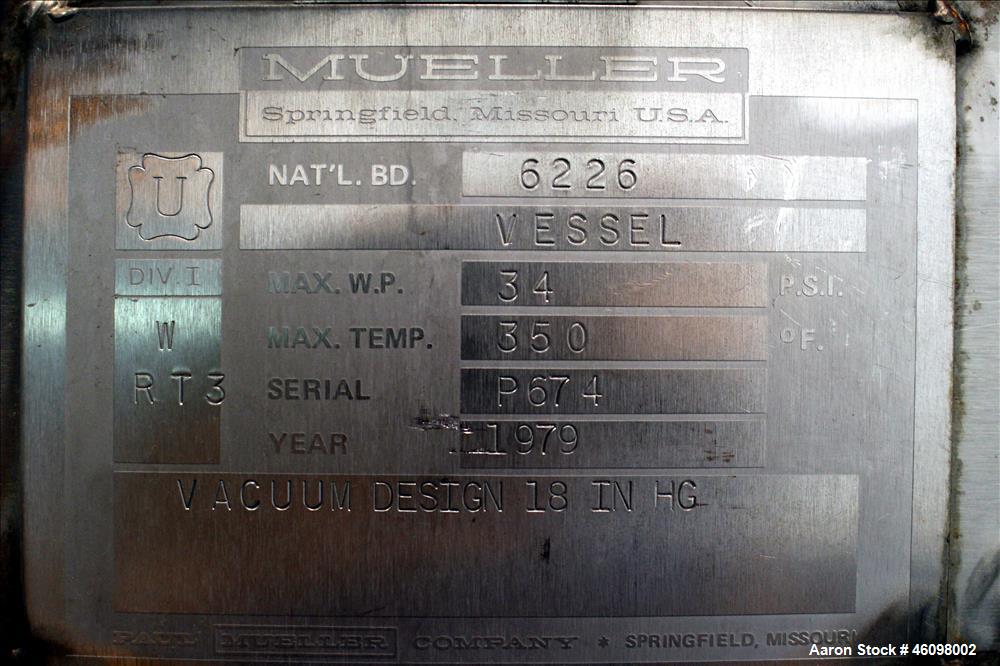 MUELLER
Springfield, Missouri U.S.A.
U
NAT'L. BD. 6226
VESSEL
DIV. I
MAX. W.P. 34 P.S.I.
W
MAX. TEMP. 350 °F.
RT3
SERIAL P674
YEAR 1979
VACUUM DESIGN 18 IN HG
PAUL MUELLER COMPANY * SPRINGFIELD, MISSOURI
Aaron Stock # 46098002